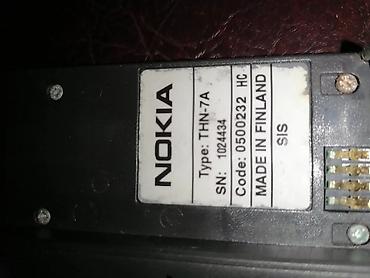 NOKIA
Type: THN-7A
SN: 1024434
Code: 0500232 HC
MADE IN FINLAND
SIS